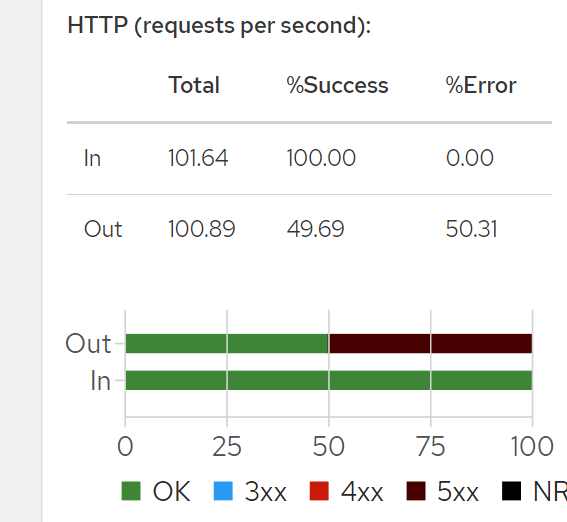 HTTP (requests per second):
Total %Success %Error
In 101.64 100.00 0.00
Out 100.89 49.69 50.31
Out
In
0 25 50 75 100
OK 3xx 4xx 5xx NR